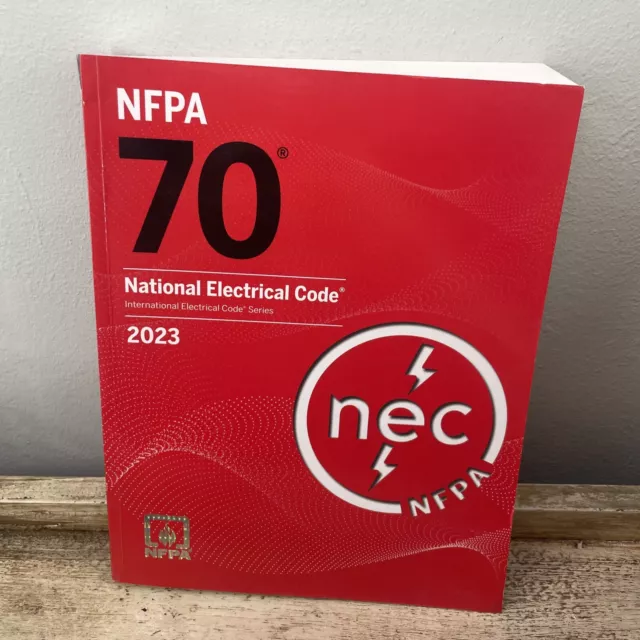 NFPA
70®
National Electrical Code®
International Electrical Code® Series
2023
nec
NFPA
NFPA